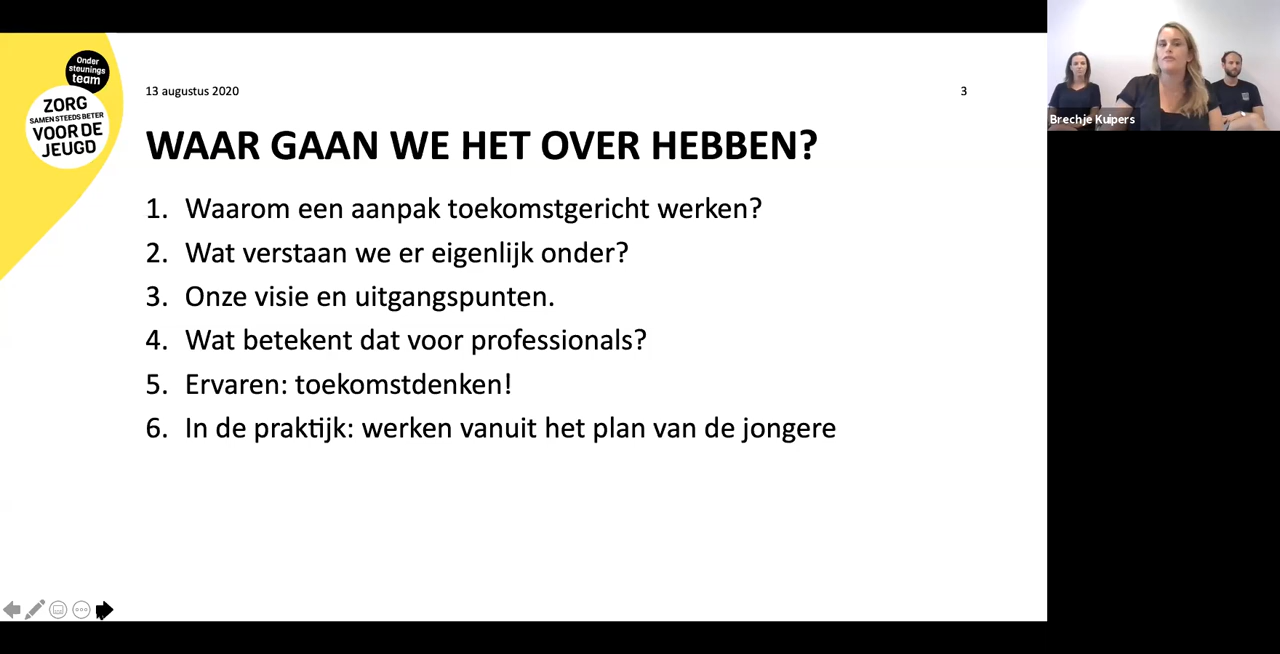 Onder
steunings
team
ZORG
SAMEN STEEDS BETER
VOOR DE
JEUGD
13 augustus 2020
3
WAAR GAAN WE HET OVER HEBBEN?
1. Waarom een aanpak toekomstgericht werken?
2. Wat verstaan we er eigenlijk onder?
3. Onze visie en uitgangspunten.
4. Wat betekent dat voor professionals?
5. Ervaren: toekomstdenken!
6. In de praktijk: werken vanuit het plan van de jongere
Brechje Kuipers